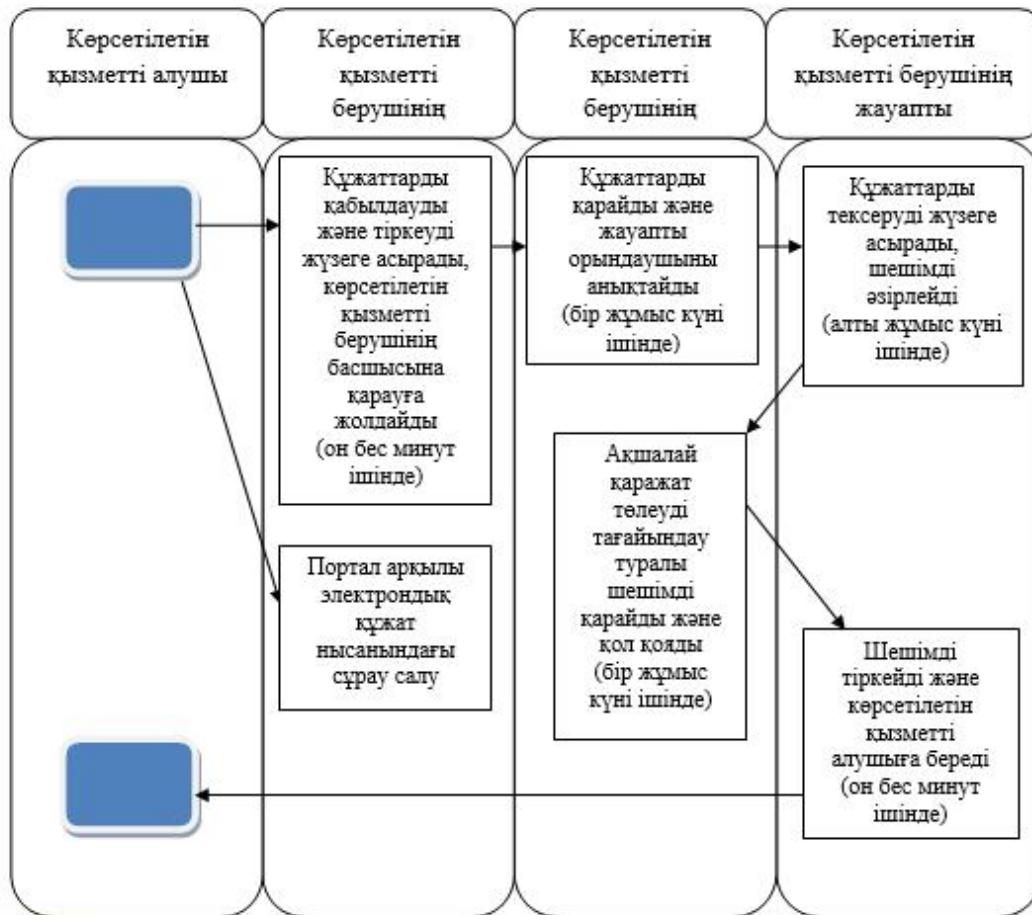 Көрсетілетін
қызметті алушы
Көрсетілетін
қызметті
берушінің
Көрсетілетін
қызметті
берушінің
Көрсетілетін
қызметті берушінің
жауапты
Құжаттарды
қабылдауды
және тіркеуді
жүзеге асырады,
көрсетілетін
қызметті
берушінің
басшысына
қарауға
жолдайды
(он бес минут
ішінде)
Құжаттарды
қарайды және
жауапты
орындаушыны
анықтайды
(бір жұмыс күні
ішінде)
Құжаттарды
тексеруді жүзеге
асырады,
шешімді
әзірлейді
(алты жұмыс күні
ішінде)
Ақшалай
қаражат
төлеуді
тағайындау
туралы
шешімді
қарайды және
қол қояды
(бір жұмыс
күні ішінде)
Портал арқылы
электрондық
құжат
нысанындағы
сұрау салу
Шешімді
тіркейді және
көрсетілетін
қызметті
алушыға береді
(он бес минут
ішінде)